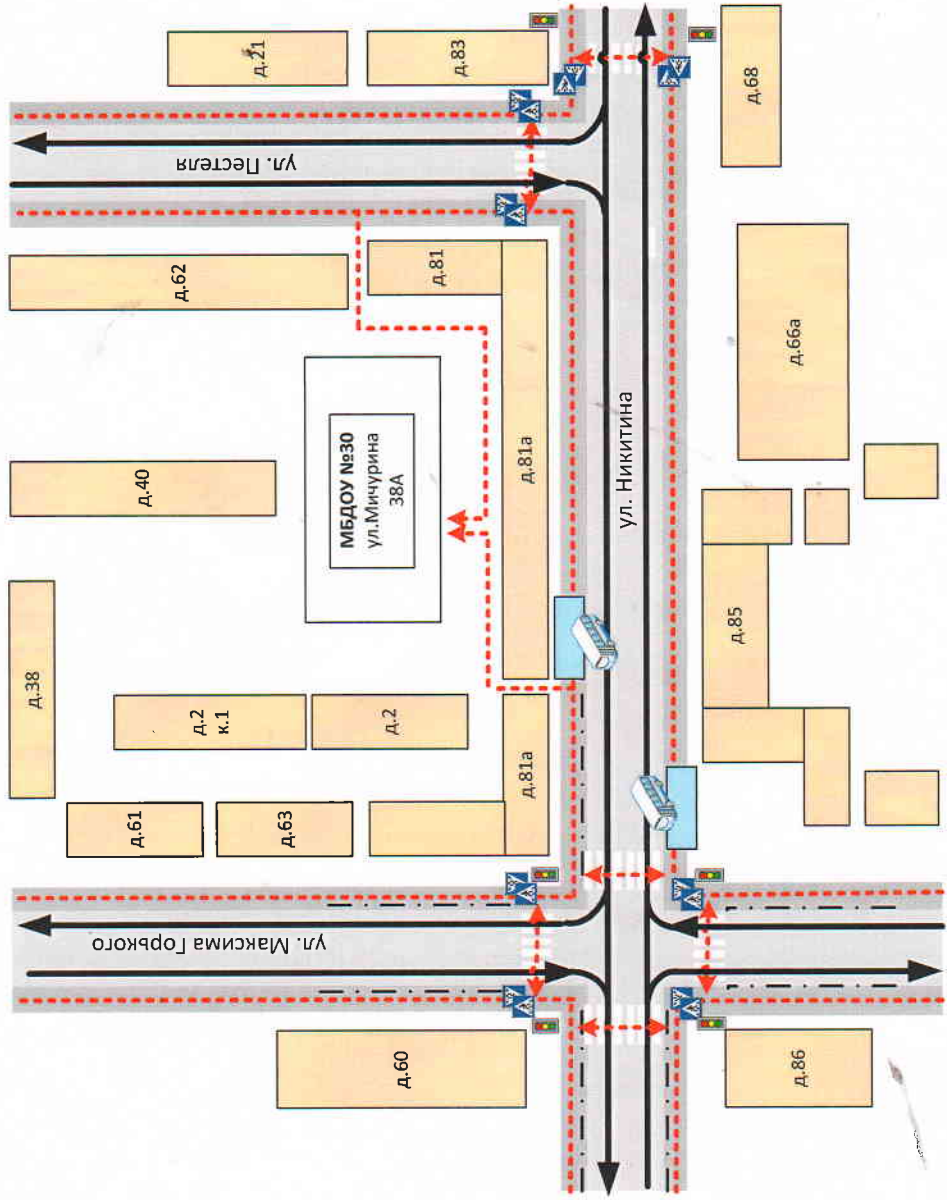 д.21
д.83
д.68
ул. Пестеля
д.62
д.81
д.66а
д.40
МБДОУ №30
ул.Мичурина
38А
д.81а
ул. Никитина
д.38
д.2
к.1
д.2
д.85
д.61
д.63
д.81а
ул. Максима Горького
д.60
д.86